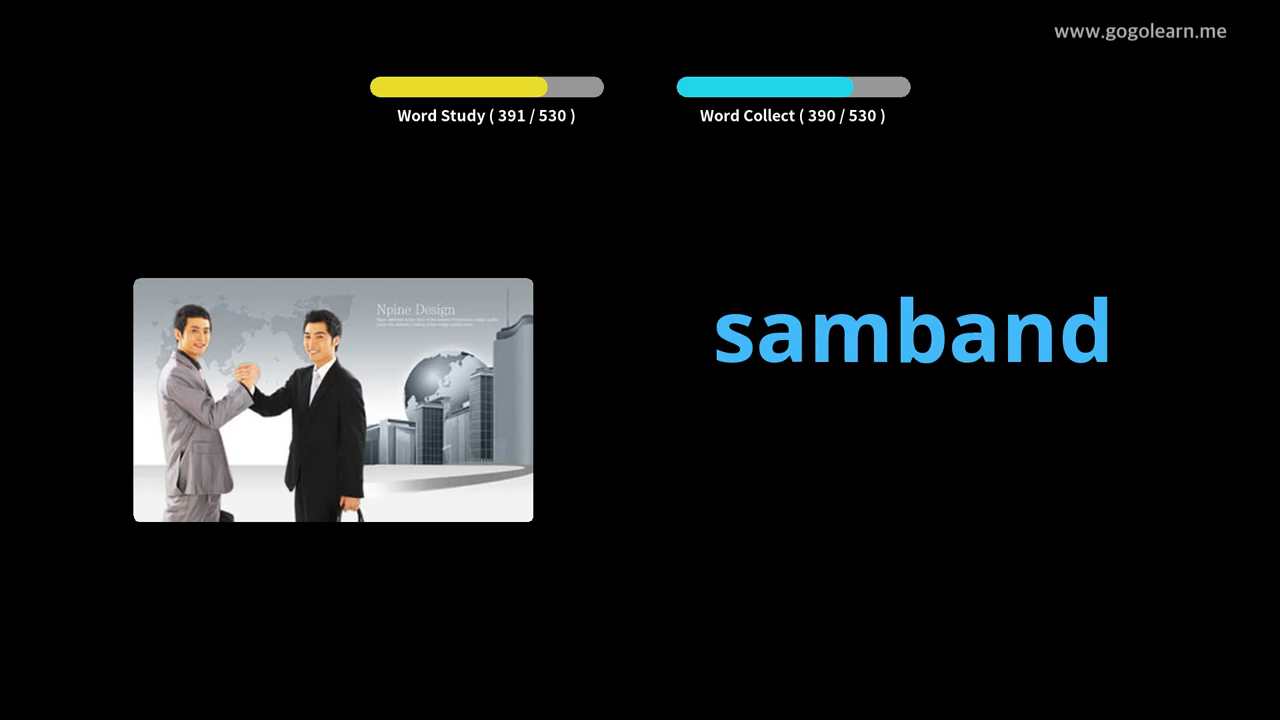 www.gogolearn.me
Word Study ( 391 / 530 )
Word Collect ( 390 / 530 )
Npine Design
samband